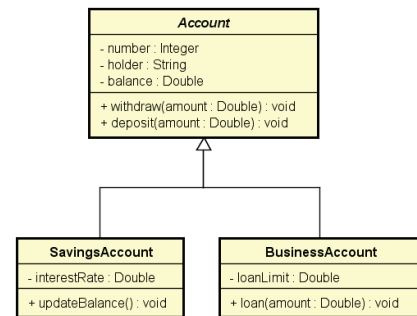 Account
- number : Integer
- holder : String
- balance : Double
+ withdraw(amount : Double) : void
+ deposit(amount : Double) : void
SavingsAccount
- interestRate : Double
+ updateBalance() : void
BusinessAccount
- loanLimit : Double
+ loan(amount : Double) : void